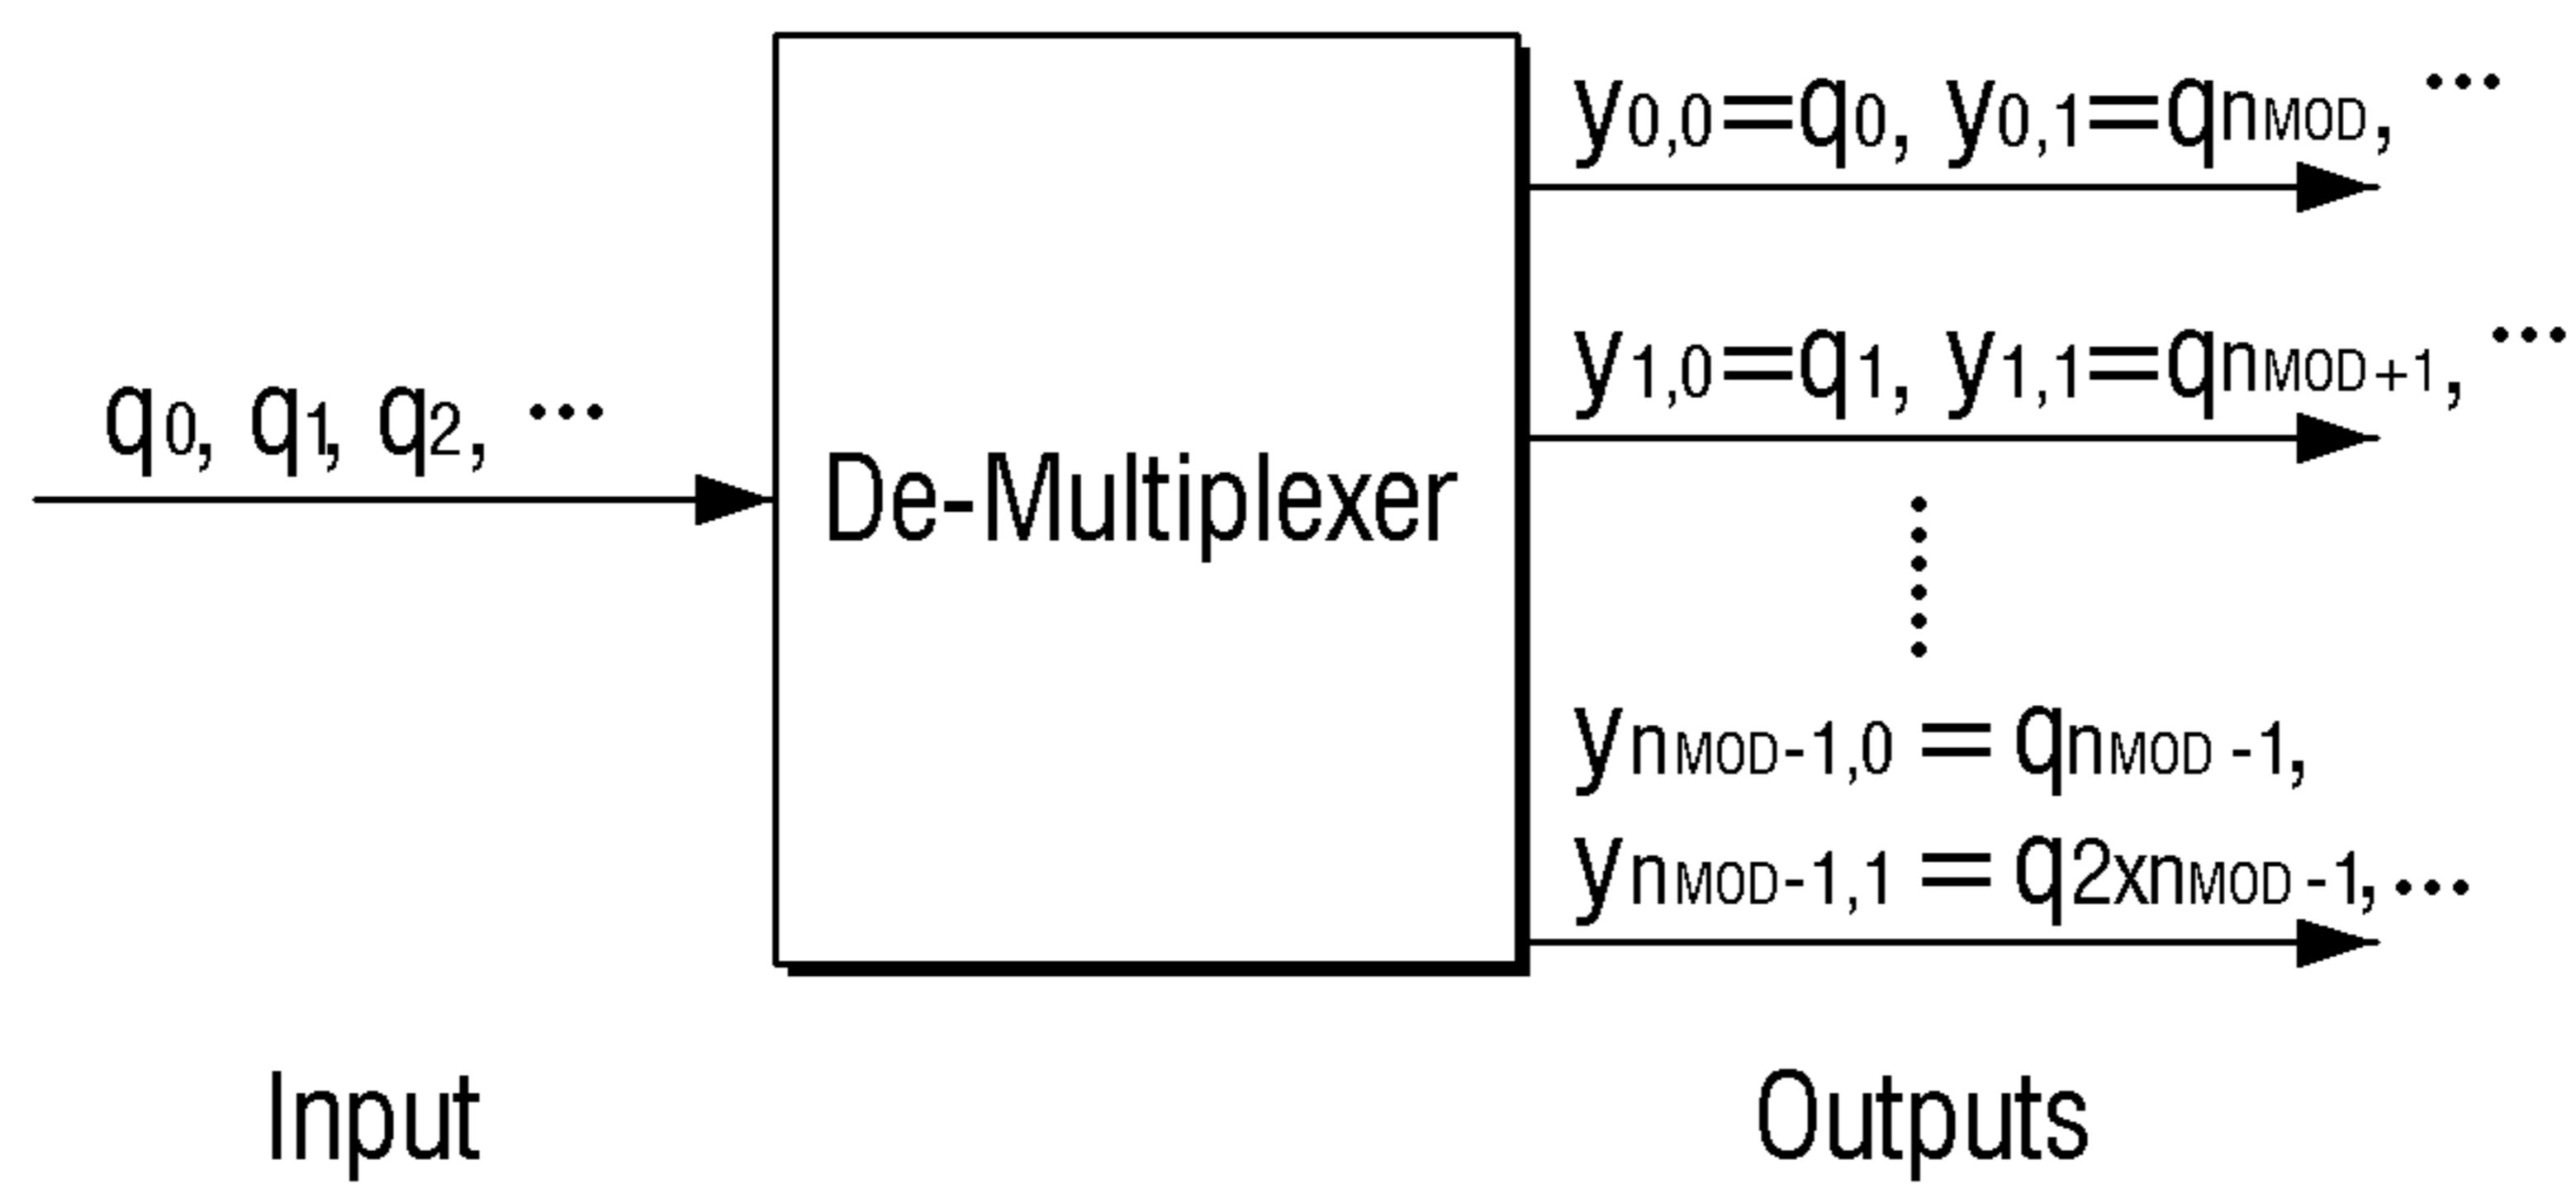 y0,0=q0, y0,1=qnMOD, ...
y1,0=q1, y1,1=qnMOD+1, ...
q0, q1, q2, ...
De-Multiplexer
ynMOD-1,0 = qnMOD -1,
ynMOD-1,1 = q2xnMOD -1, ...
Input
Outputs